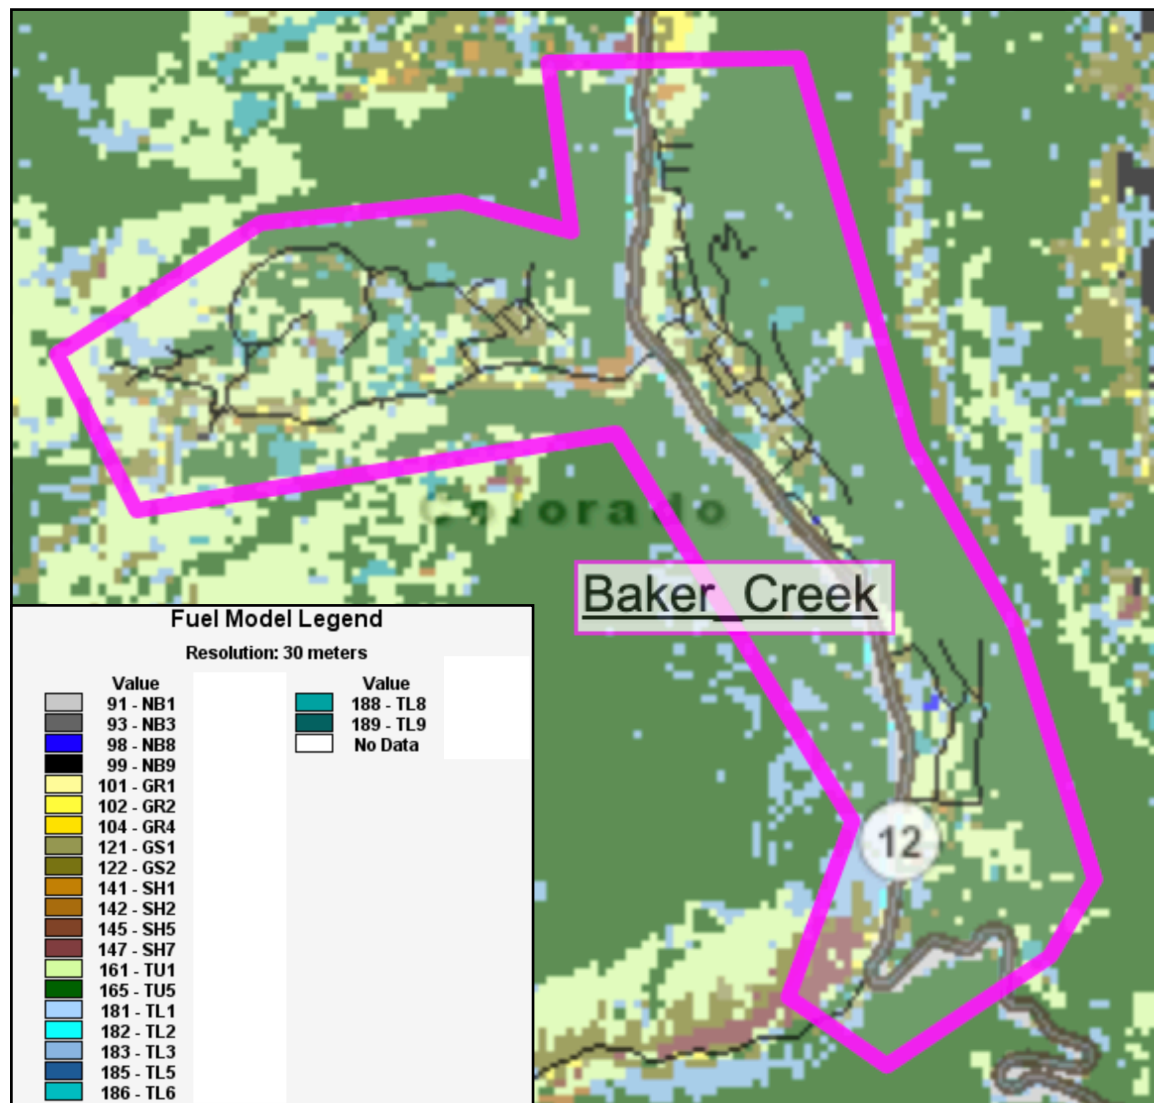 Colorado
Baker_Creek
12
Fuel Model Legend
Resolution: 30 meters
Value
91 - NB1
93 - NB3
98 - NB8
99 - NB9
101 - GR1
102 - GR2
104 - GR4
121 - GS1
122 - GS2
141 - SH1
142 - SH2
145 - SH5
147 - SH7
161 - TU1
165 - TU5
181 - TL1
182 - TL2
183 - TL3
185 - TL5
186 - TL6
Value
188 - TL8
189 - TL9
No Data